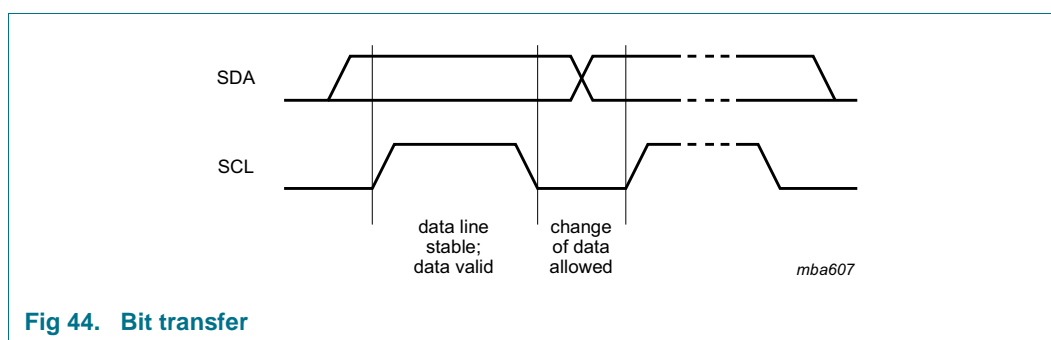 SDA
SCL
data line
stable;
data valid
change
of data
allowed
mba607
Fig 44. Bit transfer